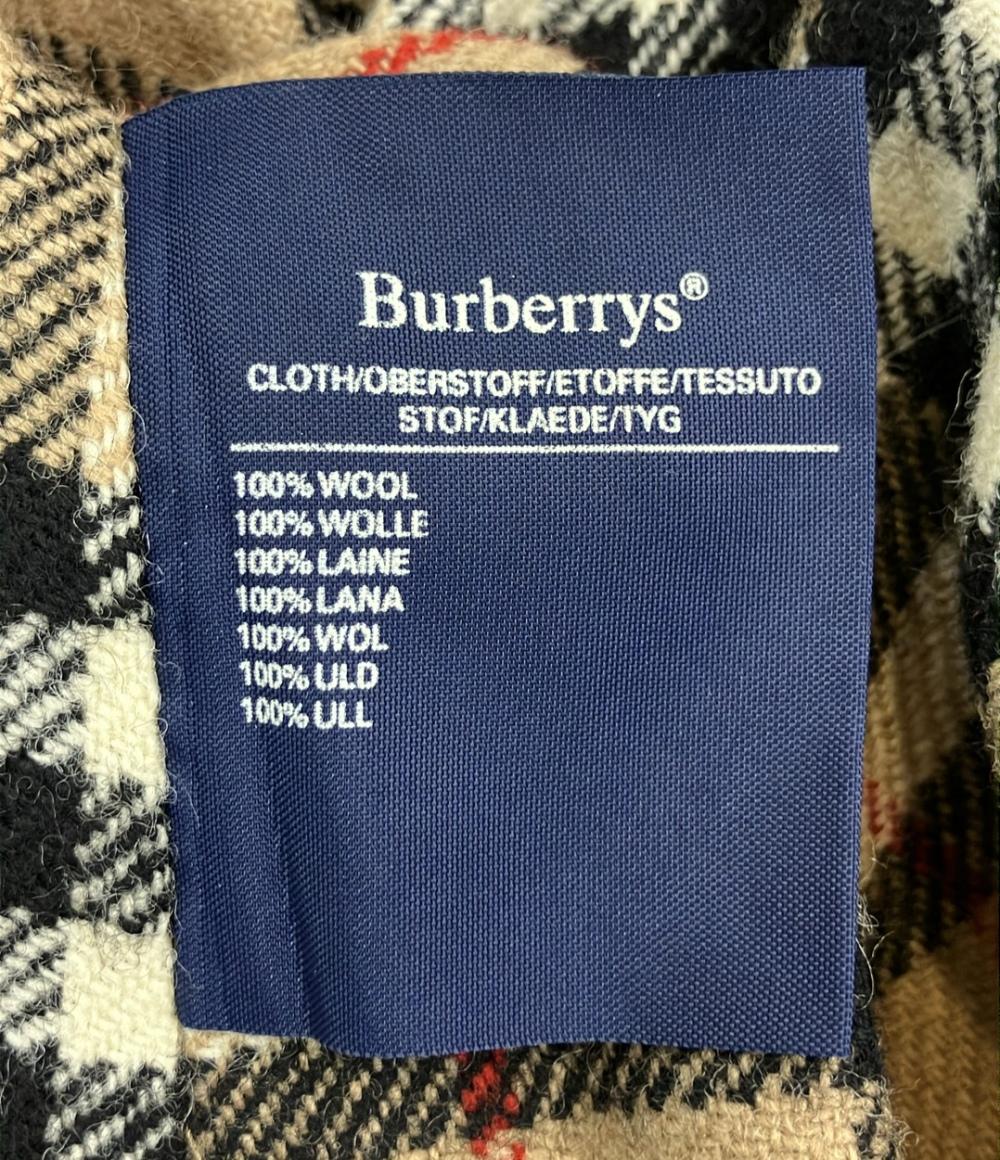 Burberrys®
CLOTH/OBERSTOFF/ETOFFE/TESSUTO
STOF/KLAEDE/TYG
100% WOOL
100% WOLLE
100% LAINE
100% LANA
100% WOL
100% ULD
100% ULL